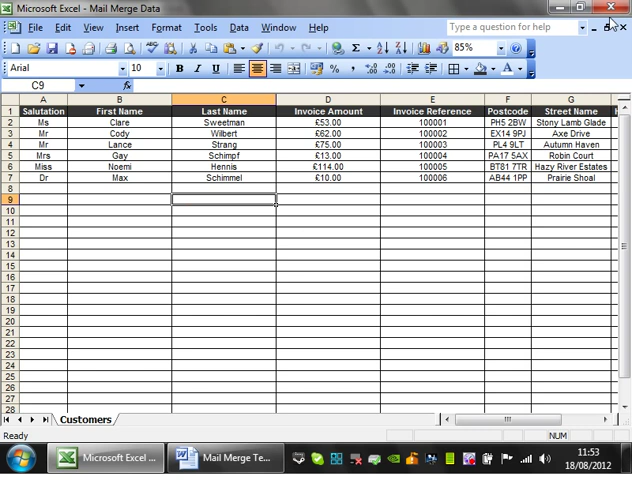 Microsoft Excel - Mail Merge Data
File Edit View Insert Format Tools Data Window Help Type a question for help
Σ 85%
Arial 10 B I U % , A
C9 fx
A B C D E F G
1 Salutation First Name Last Name Invoice Amount Invoice Reference Postcode Street Name
2 Ms Clare Sweetman £53.00 100001 PH5 2BW Stony Lamb Glade
3 Mr Cody Wilbert £62.00 100002 EX14 9PJ Axe Drive
4 Mr Lance Strang £75.00 100003 PL4 9LT Autumn Haven
5 Mrs Gay Schimpf £13.00 100004 PA17 5AX Robin Court
6 Miss Noemi Hennis £114.00 100005 BT81 7TR Hazy River Estates
7 Dr Max Schimmel £10.00 100006 AB44 1PP Prairie Shoal
8
9
10
11
12
13
14
15
16
17
18
19
20
21
22
23
24
25
26
27
28
Customers
Ready NUM
Microsoft Excel ... Mail Merge Te... 11:53
18/08/2012